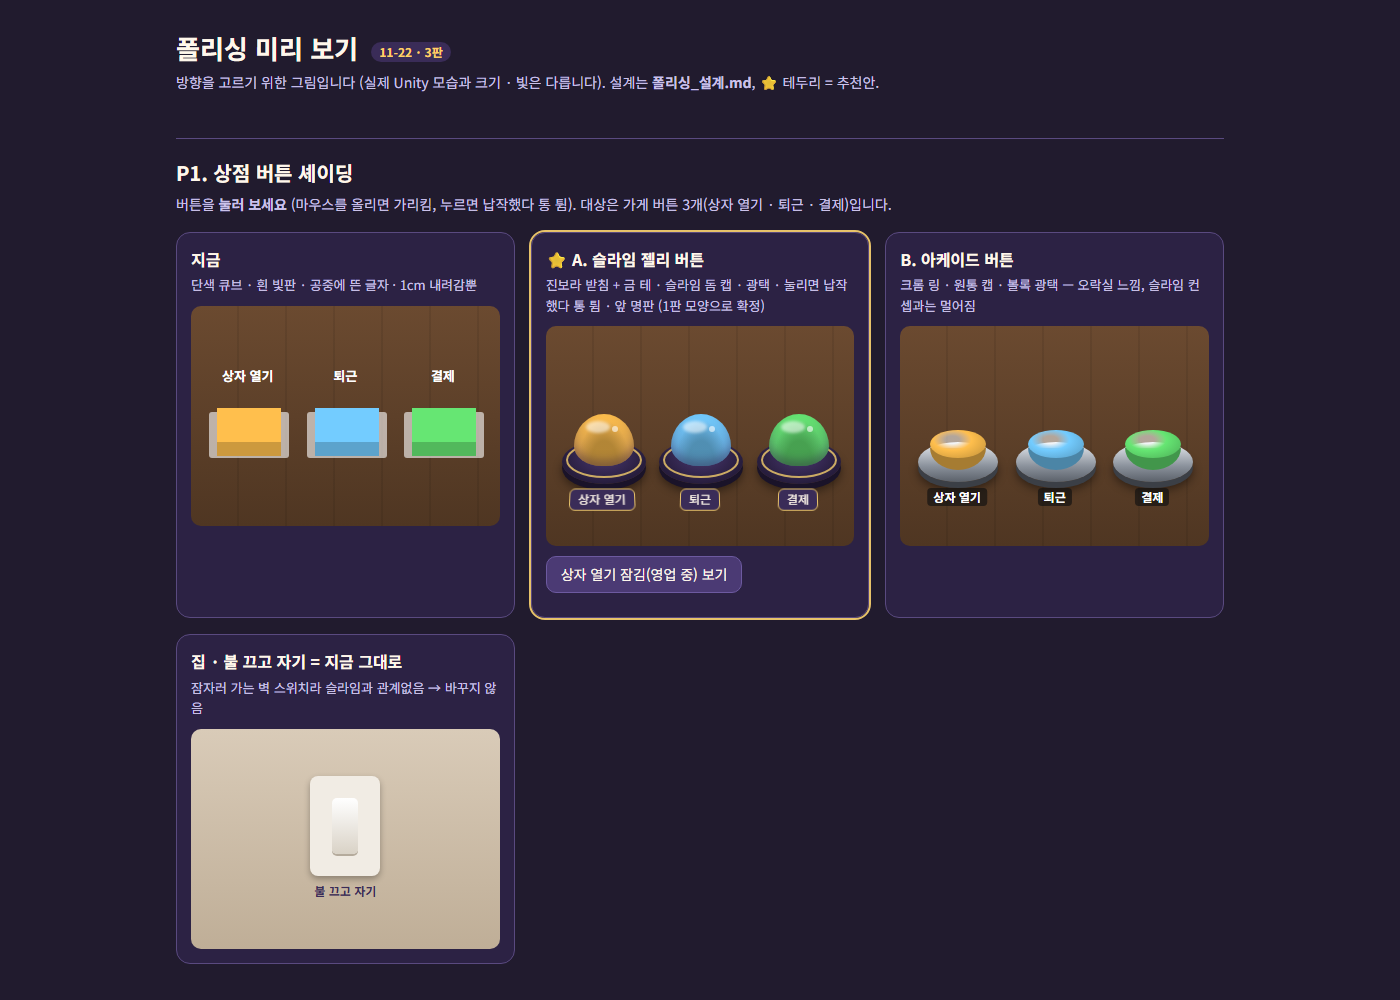 폴리싱 미리 보기 11-22 · 3판
방향을 고르기 위한 그림입니다 (실제 Unity 모습과 크기 · 빛은 다릅니다). 설계는 폴리싱_설계.md, ⭐ 테두리 = 추천안.
P1. 상점 버튼 셰이딩
버튼을 눌러 보세요 (마우스를 올리면 가리킴, 누르면 납작했다 통 튐). 대상은 가게 버튼 3개(상자 열기 · 퇴근 · 결제)입니다.
지금
단색 큐브 · 흰 빛판 · 공중에 뜬 글자 · 1cm 내려감뿐
상자 열기 퇴근 결제
⭐ A. 슬라임 젤리 버튼
진보라 받침 + 금 테 · 슬라임 돔 캡 · 광택 · 눌리면 납작
했다 통 튐 · 앞 명판 (1판 모양으로 확정)
상자 열기 퇴근 결제
상자 열기 잠김(영업 중) 보기
B. 아케이드 버튼
크롬 링 · 원통 캡 · 볼록 광택 — 오락실 느낌, 슬라임 컨
셉과는 멀어짐
상자 열기 퇴근 결제
집 · 불 끄고 자기 = 지금 그대로
잠자러 가는 벽 스위치라 슬라임과 관계없음 → 바꾸지 않
음
불 끄고 자기